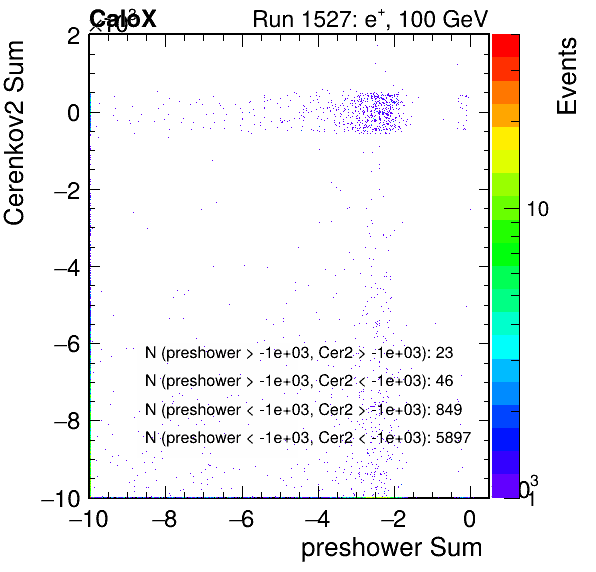 CaloX
Run 1527: e+, 100 GeV
Cerenkov2 Sum
Events
2
0
−2
−4
−6
−8
−10
10
1
N (preshower > -1e+03, Cer2 > -1e+03): 23
N (preshower > -1e+03, Cer2 < -1e+03): 46
N (preshower < -1e+03, Cer2 > -1e+03): 849
N (preshower < -1e+03, Cer2 < -1e+03): 5897
−10 −8 −6 −4 −2 0
preshower Sum